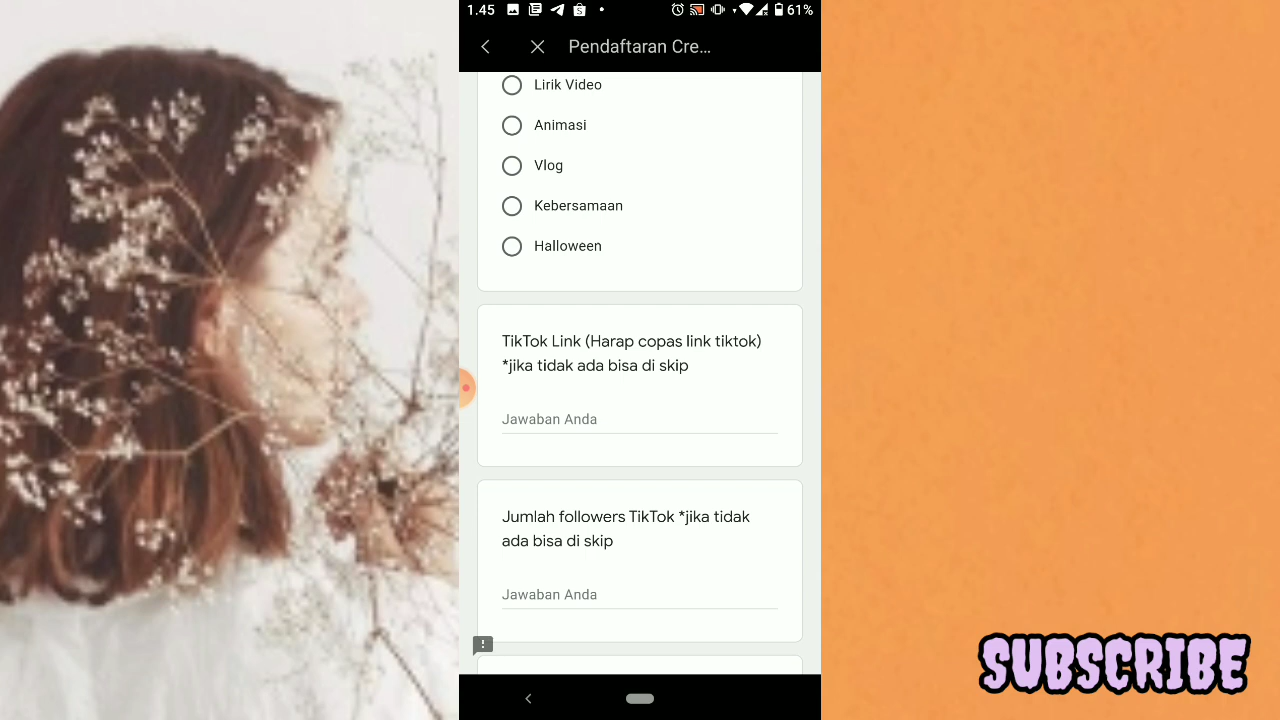 1.45
61%
Pendaftaran Cre...
Lirik Video
Animasi
Vlog
Kebersamaan
Halloween
TikTok Link (Harap copas link tiktok)
*jika tidak ada bisa di skip
Jawaban Anda
Jumlah followers TikTok *jika tidak
ada bisa di skip
Jawaban Anda
SUBSCRIBE